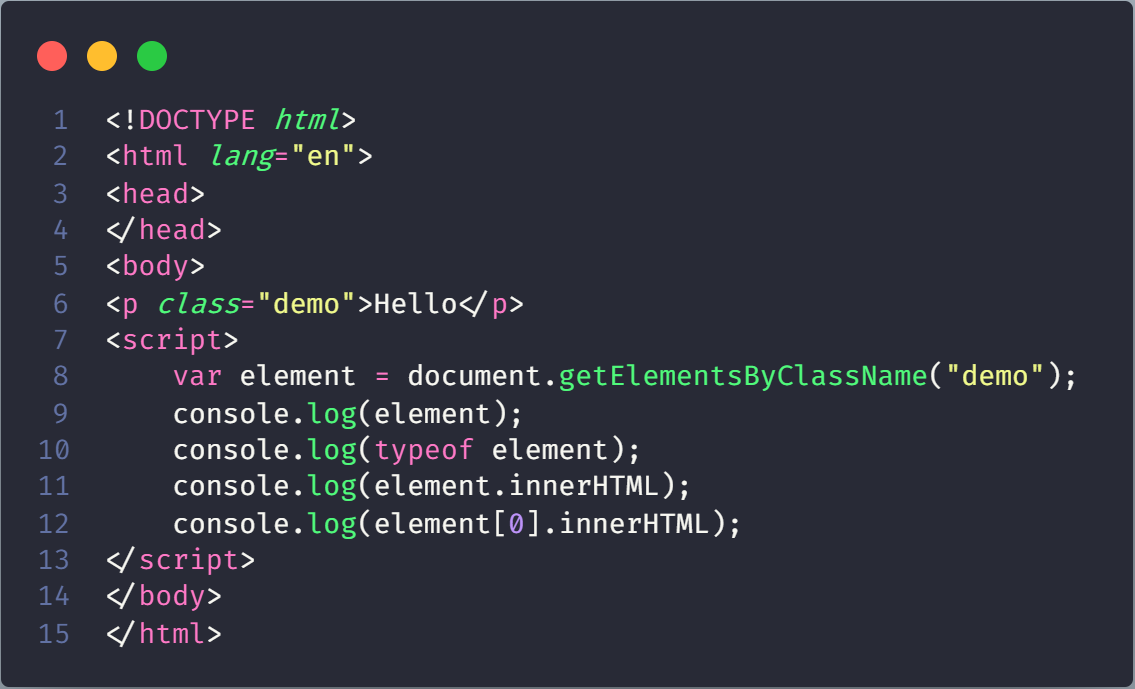 1 <!DOCTYPE html>
2 <html lang="en">
3 <head>
4 </head>
5 <body>
6 <p class="demo">Hello</p>
7 <script>
8     var element = document.getElementsByClassName("demo");
9     console.log(element);
10     console.log(typeof element);
11     console.log(element.innerHTML);
12     console.log(element[0].innerHTML);
13 </script>
14 </body>
15 </html>